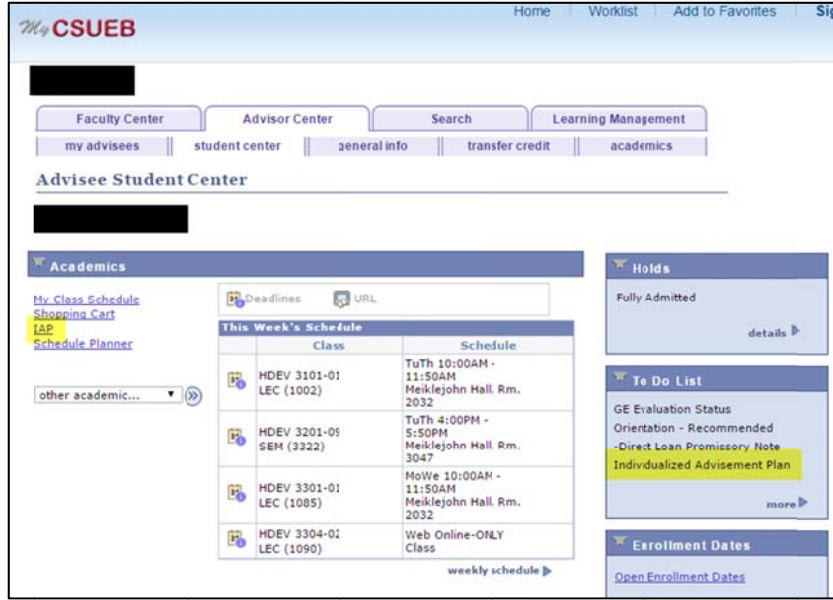 Home Worklist Add to Favorites
My CSUEB
Faculty Center Advisor Center Search Learning Management
my advisees student center general info transfer credit academics
Advisee Student Center
Academics
My Class Schedule
Shopping Cart
IAP
Schedule Planner
other academic...
Deadlines URL
This Week's Schedule
Class Schedule
HDEV 3101-01
LEC (1002)
TuTh 10:00AM -
11:50AM
Meiklejohn Hall. Rm.
2032
HDEV 3201-09
SEM (3322)
TuTh 4:00PM -
5:50PM
Meiklejohn Hall. Rm.
3047
HDEV 3301-01
LEC (1085)
MoWe 10:00AM -
11:50AM
Meiklejohn Hall. Rm.
2032
HDEV 3304-02
LEC (1090)
Web Online-ONLY
Class
weekly schedule
Holds
Fully Admitted
details
To Do List
GE Evaluation Status
Orientation - Recommended
-Direct Loan Promissory Note
Individualized Advisement Plan
more
Enrollment Dates
Open Enrollment Dates